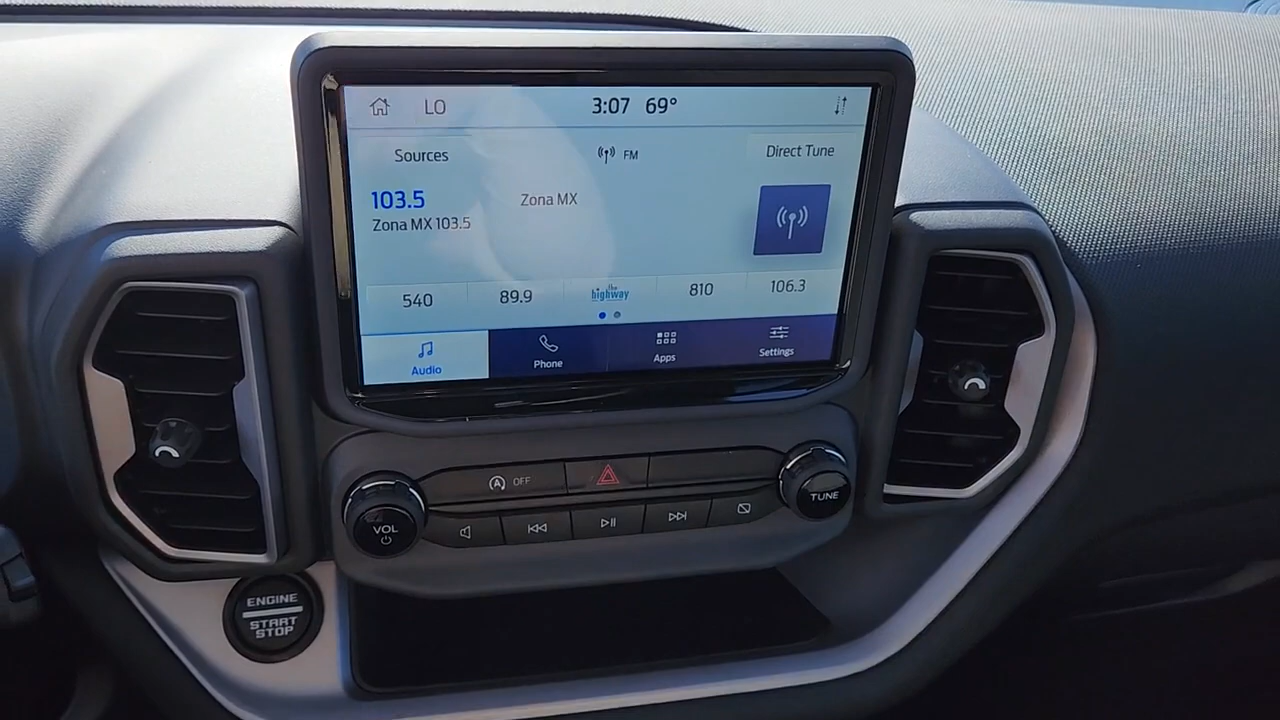 LO
3:07 69°
Sources
FM
Direct Tune
103.5
Zona MX
Zona MX 103.5
540
89.9
the
highway
810
106.3
Audio
Phone
Apps
Settings
A OFF
VOL
TUNE
ENGINE
START
STOP